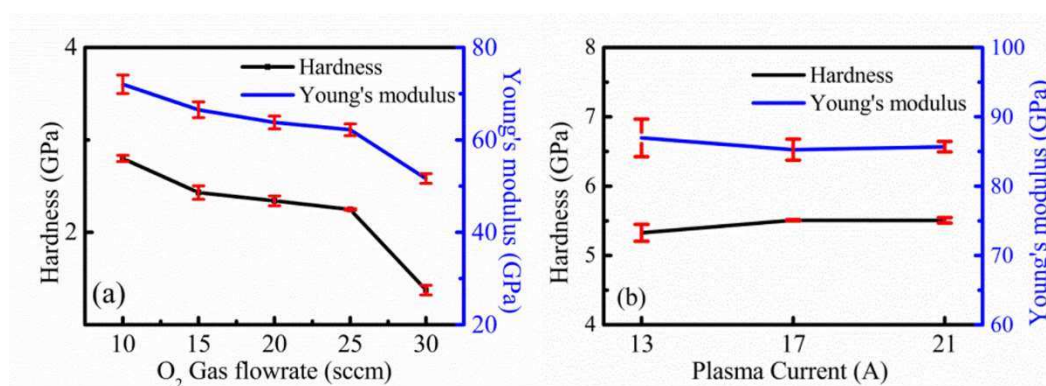 4
2
Hardness (GPa)
Hardness
Young's modulus
(a)
80
60
40
20
Young's modulus (GPa)
10 15 20 25 30
O2 Gas flowrate (sccm)
8
7
6
5
4
Hardness (GPa)
Hardness
Young's modulus
(b)
100
90
80
70
60
Young's modulus (GPa)
13 17 21
Plasma Current (A)